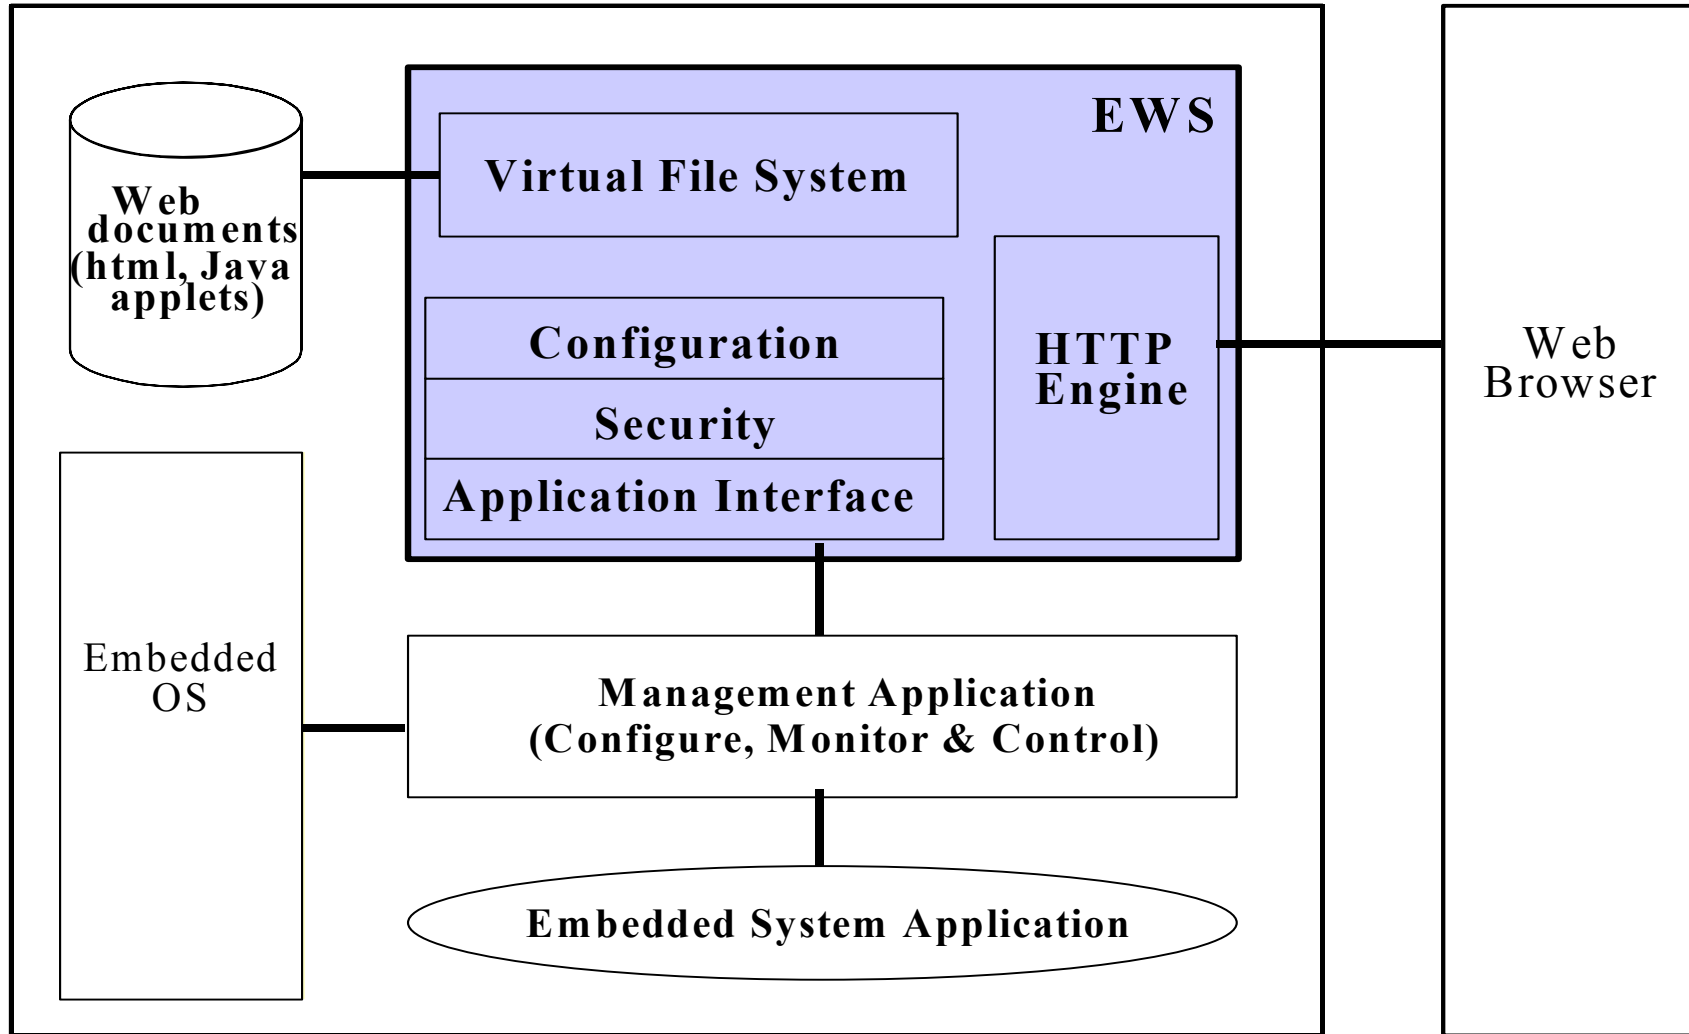 EWS
Virtual File System
Web
documents
(html, Java
applets)
Configuration
Security
Application Interface
HTTP
Engine
Web
Browser
Embedded
OS
Management Application
(Configure, Monitor & Control)
Embedded System Application